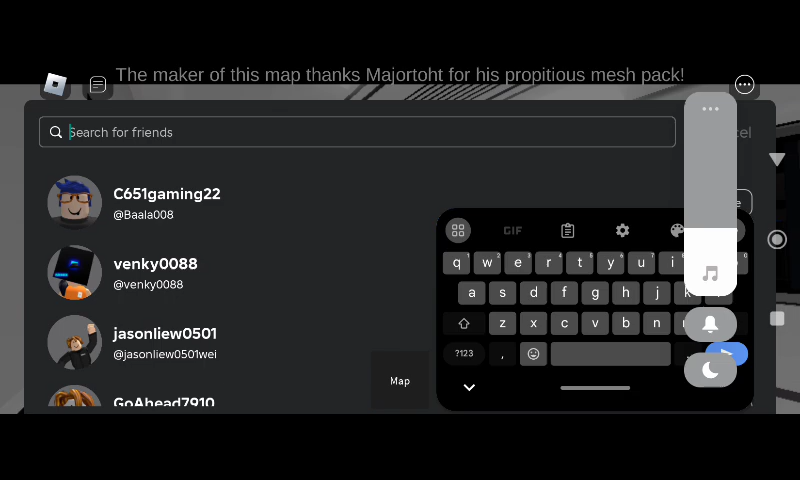 The maker of this map thanks Majortoht for his propitious mesh pack!
Search for friends
C651gaming22
@Baala008
venky0088
@venky0088
jasonliew0501
@jasonliew0501wei
GoAhead7910
Map
GIF
q w e r t y u i
a s d f g h j k
z x c v b n
?123 ,